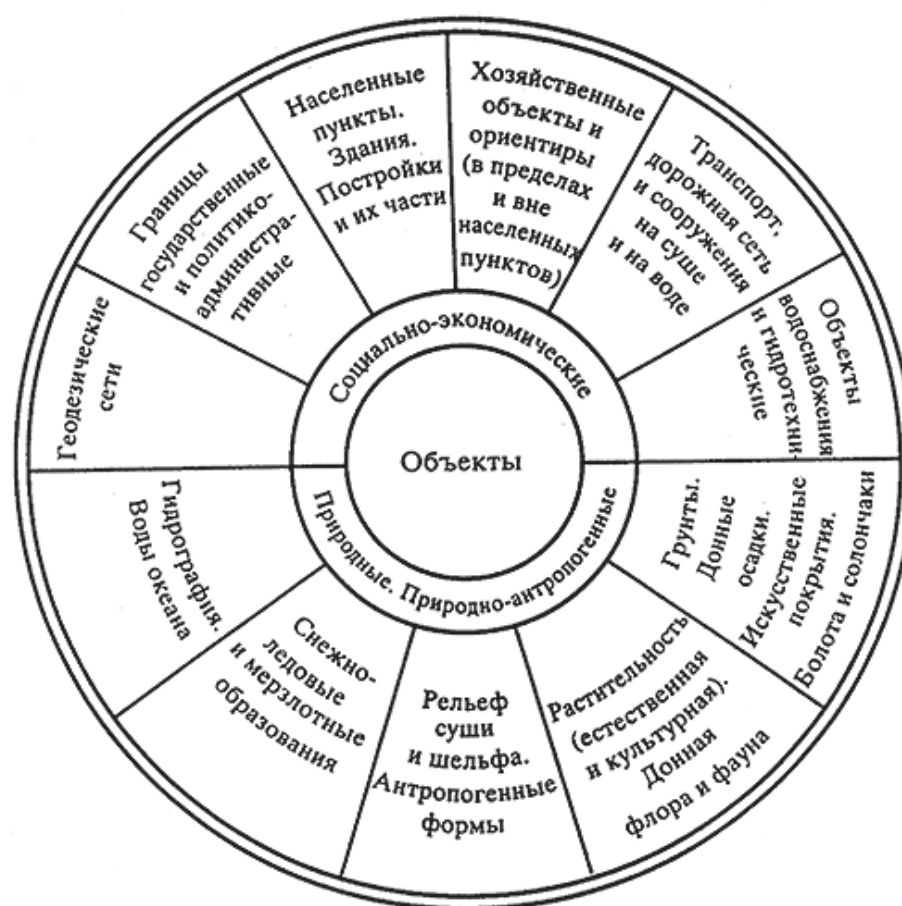 Объекты
Социально-экономические
Природные. Природно-антропогенные
Геодезические
сети
Границы
государственные
и политико-
администра-
тивные
Населенные
пункты.
Здания.
Постройки
и их части
Хозяйственные
объекты и
ориентиры
(в пределах
и вне
населенных
пунктов)
Транспорт,
дорожная сеть
и сооружения
на суше
и на воде
Объекты
водоснабжения
и гидротехни-
ческие
Грунты.
Донные
осадки.
Искусственные
покрытия.
Болота и солончаки
Растительность
(естественная
и культурная).
Донная
флора и фауна
Рельеф
суши
и шельфа.
Антропогенные
формы
Снежно-
ледовые
и мерзлотные
образования
Гидрография.
Воды океана